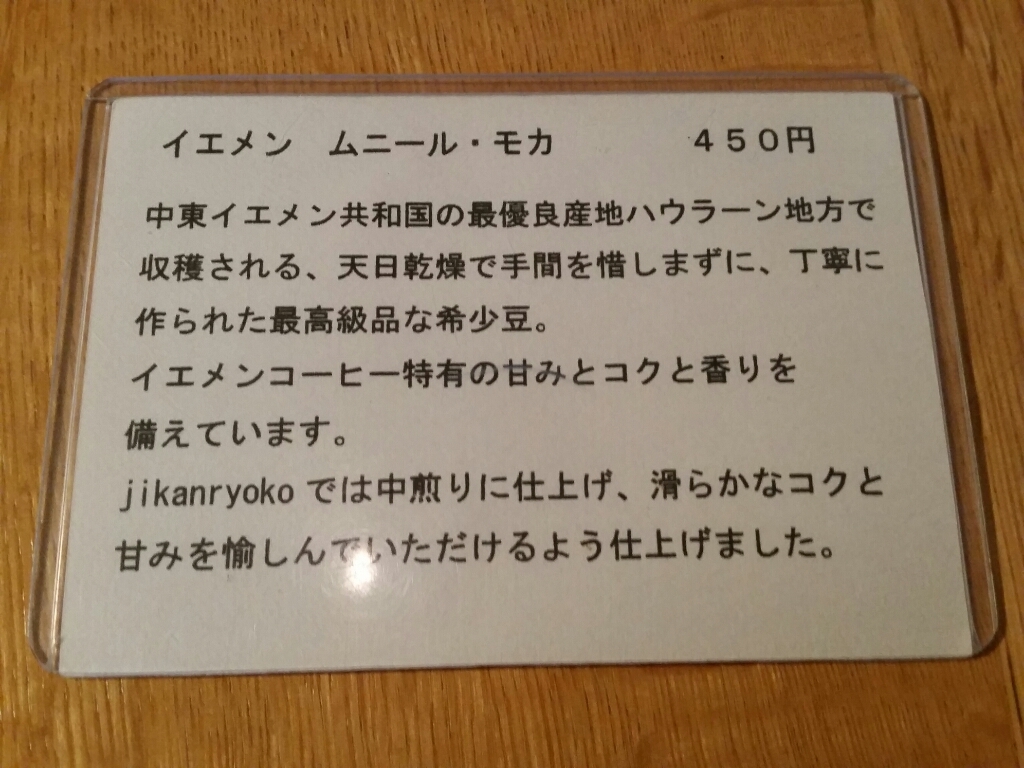 イエメン　ムニール・モカ　　　　４５０円
中東イエメン共和国の最優良産地ハウラーン地方で
収穫される、天日乾燥で手間を惜しまずに、丁寧に
作られた最高級品な希少豆。
イエメンコーヒー特有の甘みとコクと香りを
備えています。
jikanryoko では中煎りに仕上げ、滑らかなコクと
甘みを愉しんでいただけるよう仕上げました。